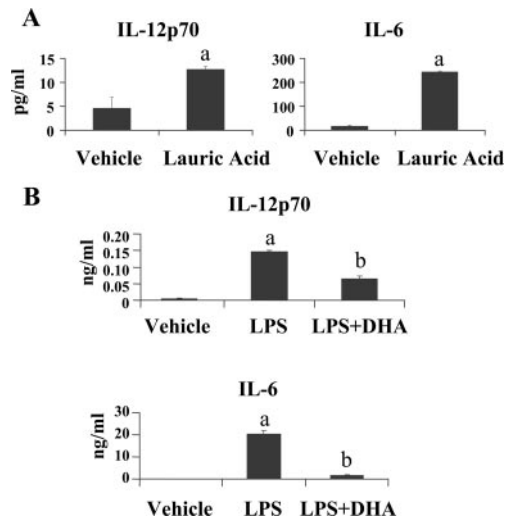 A
IL-12p70
IL-6
a
a
pg/ml
15
10
5
0
300
200
100
0
Vehicle Lauric Acid
Vehicle Lauric Acid
B
IL-12p70
ng/ml
0.20
0.15
0.10
0.05
0
a
b
Vehicle LPS LPS+DHA
IL-6
ng/ml
30
20
10
0
a
b
Vehicle LPS LPS+DHA